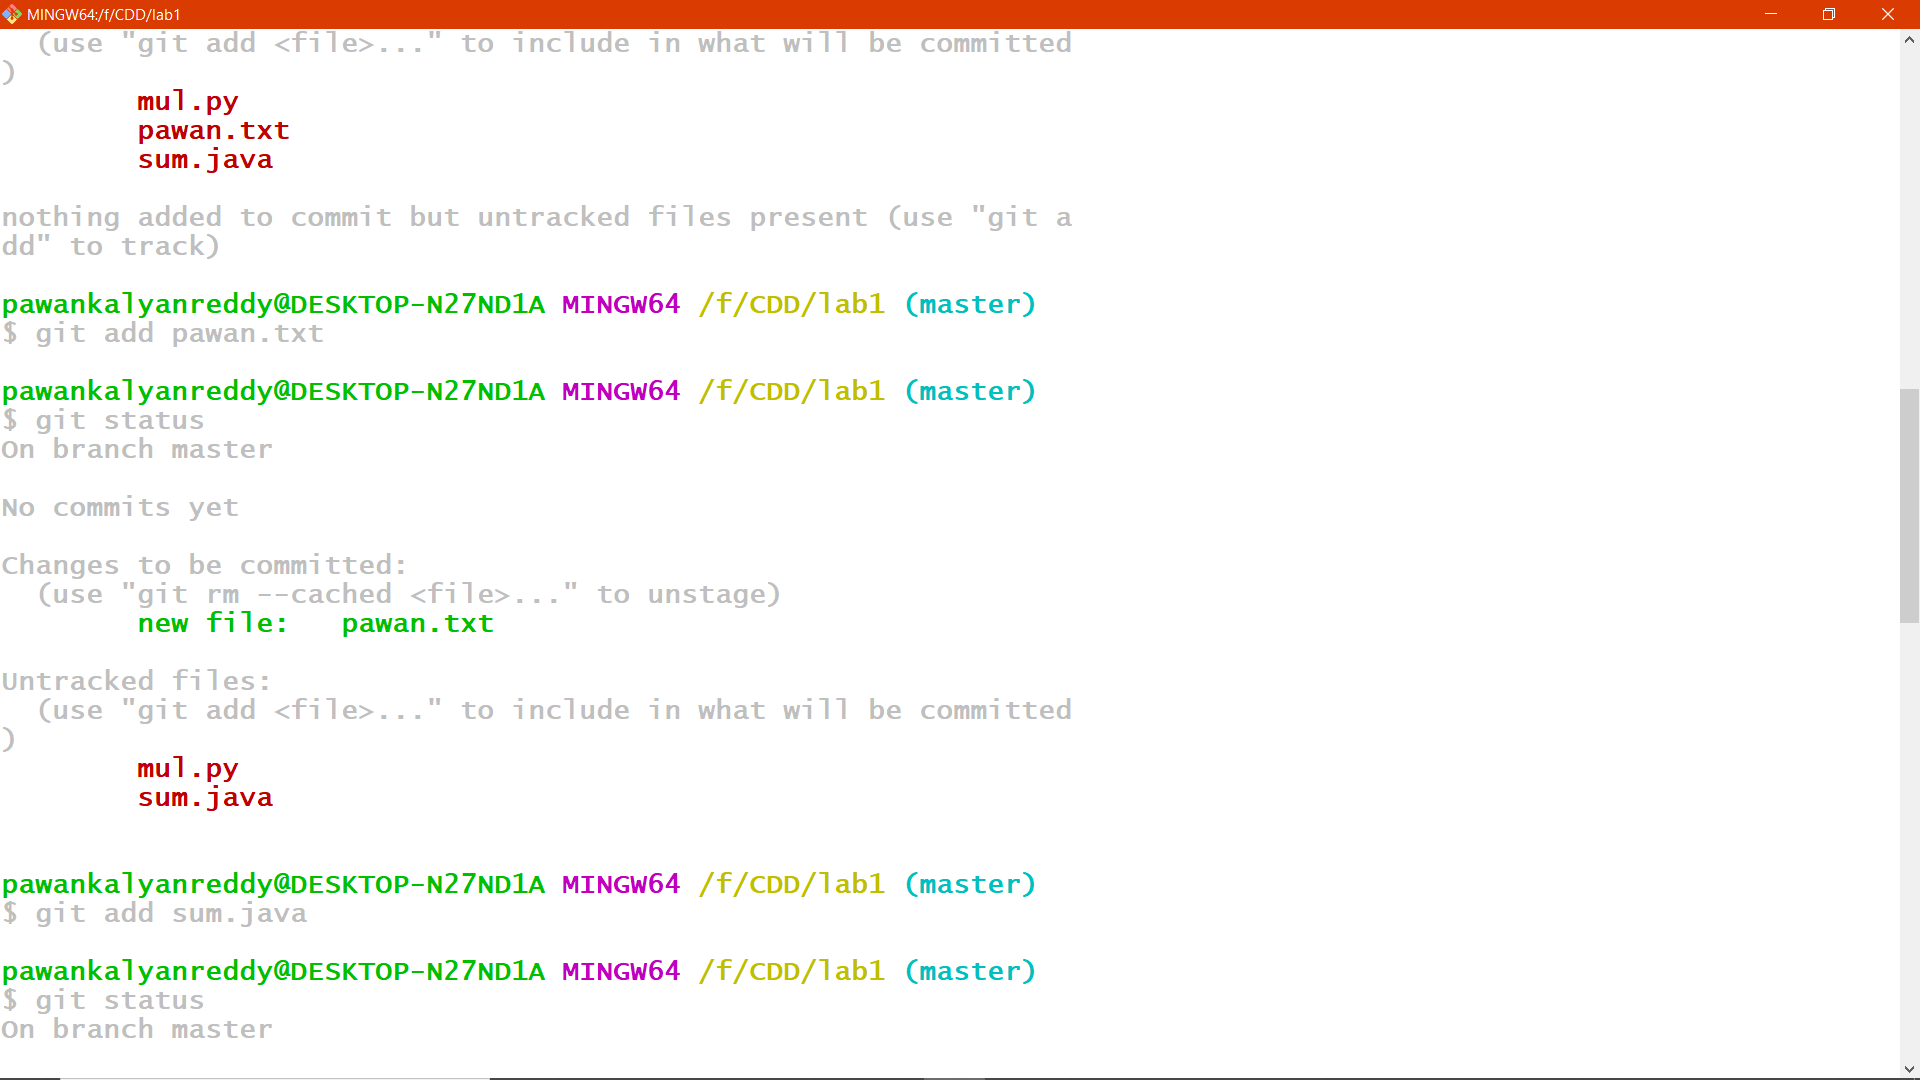 MINGW64:/f/CDD/lab1
(use "git add <file>..." to include in what will be committed
)
mul.py
pawan.txt
sum.java
nothing added to commit but untracked files present (use "git a
dd" to track)
pawankalyanreddy@DESKTOP-N27ND1A MINGW64 /f/CDD/lab1 (master)
$ git add pawan.txt
pawankalyanreddy@DESKTOP-N27ND1A MINGW64 /f/CDD/lab1 (master)
$ git status
On branch master
No commits yet
Changes to be committed:
(use "git rm --cached <file>..." to unstage)
new file:   pawan.txt
Untracked files:
(use "git add <file>..." to include in what will be committed
)
mul.py
sum.java
pawankalyanreddy@DESKTOP-N27ND1A MINGW64 /f/CDD/lab1 (master)
$ git add sum.java
pawankalyanreddy@DESKTOP-N27ND1A MINGW64 /f/CDD/lab1 (master)
$ git status
On branch master